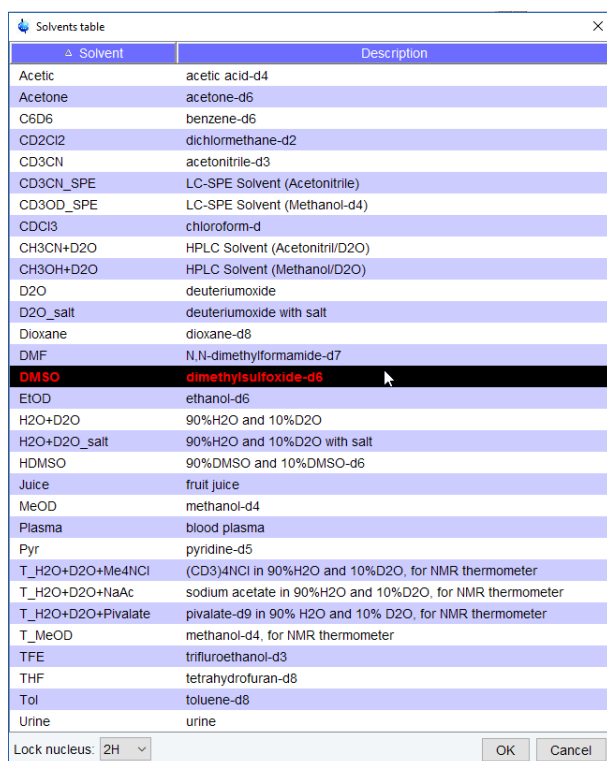 Solvents table
Solvent Description
Acetic acetic acid-d4
Acetone acetone-d6
C6D6 benzene-d6
CD2Cl2 dichlormethane-d2
CD3CN acetonitrile-d3
CD3CN_SPE LC-SPE Solvent (Acetonitrile)
CD3OD_SPE LC-SPE Solvent (Methanol-d4)
CDCl3 chloroform-d
CH3CN+D2O HPLC Solvent (Acetonitril/D2O)
CH3OH+D2O HPLC Solvent (Methanol/D2O)
D2O deuteriumoxide
D2O_salt deuteriumoxide with salt
Dioxane dioxane-d8
DMF N,N-dimethylformamide-d7
DMSO dimethylsulfoxide-d6
EtOD ethanol-d6
H2O+D2O 90%H2O and 10%D2O
H2O+D2O_salt 90%H2O and 10%D2O with salt
HDMSO 90%DMSO and 10%DMSO-d6
Juice fruit juice
MeOD methanol-d4
Plasma blood plasma
Pyr pyridine-d5
T_H2O+D2O+Me4NCl (CD3)4NCl in 90%H2O and 10%D2O, for NMR thermometer
T_H2O+D2O+NaAc sodium acetate in 90%H2O and 10%D2O, for NMR thermometer
T_H2O+D2O+Pivalate pivalate-d9 in 90% H2O and 10% D2O, for NMR thermometer
T_MeOD methanol-d4, for NMR thermometer
TFE trifluroethanol-d3
THF tetrahydrofuran-d8
Tol toluene-d8
Urine urine
Lock nucleus: 2H OK Cancel